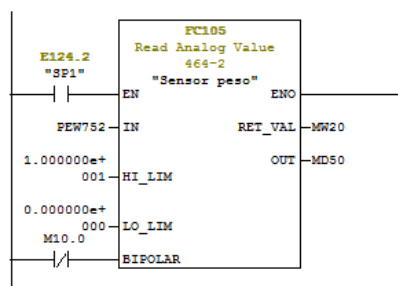 FC105
Read Analog Value
464-2
"Sensor peso"
E124.2
"SP1"
EN
ENO
PEW752
IN
RET_VAL
MW20
1.000000e+
001
HI_LIM
OUT
MD50
0.000000e+
000
LO_LIM
M10.0
BIPOLAR